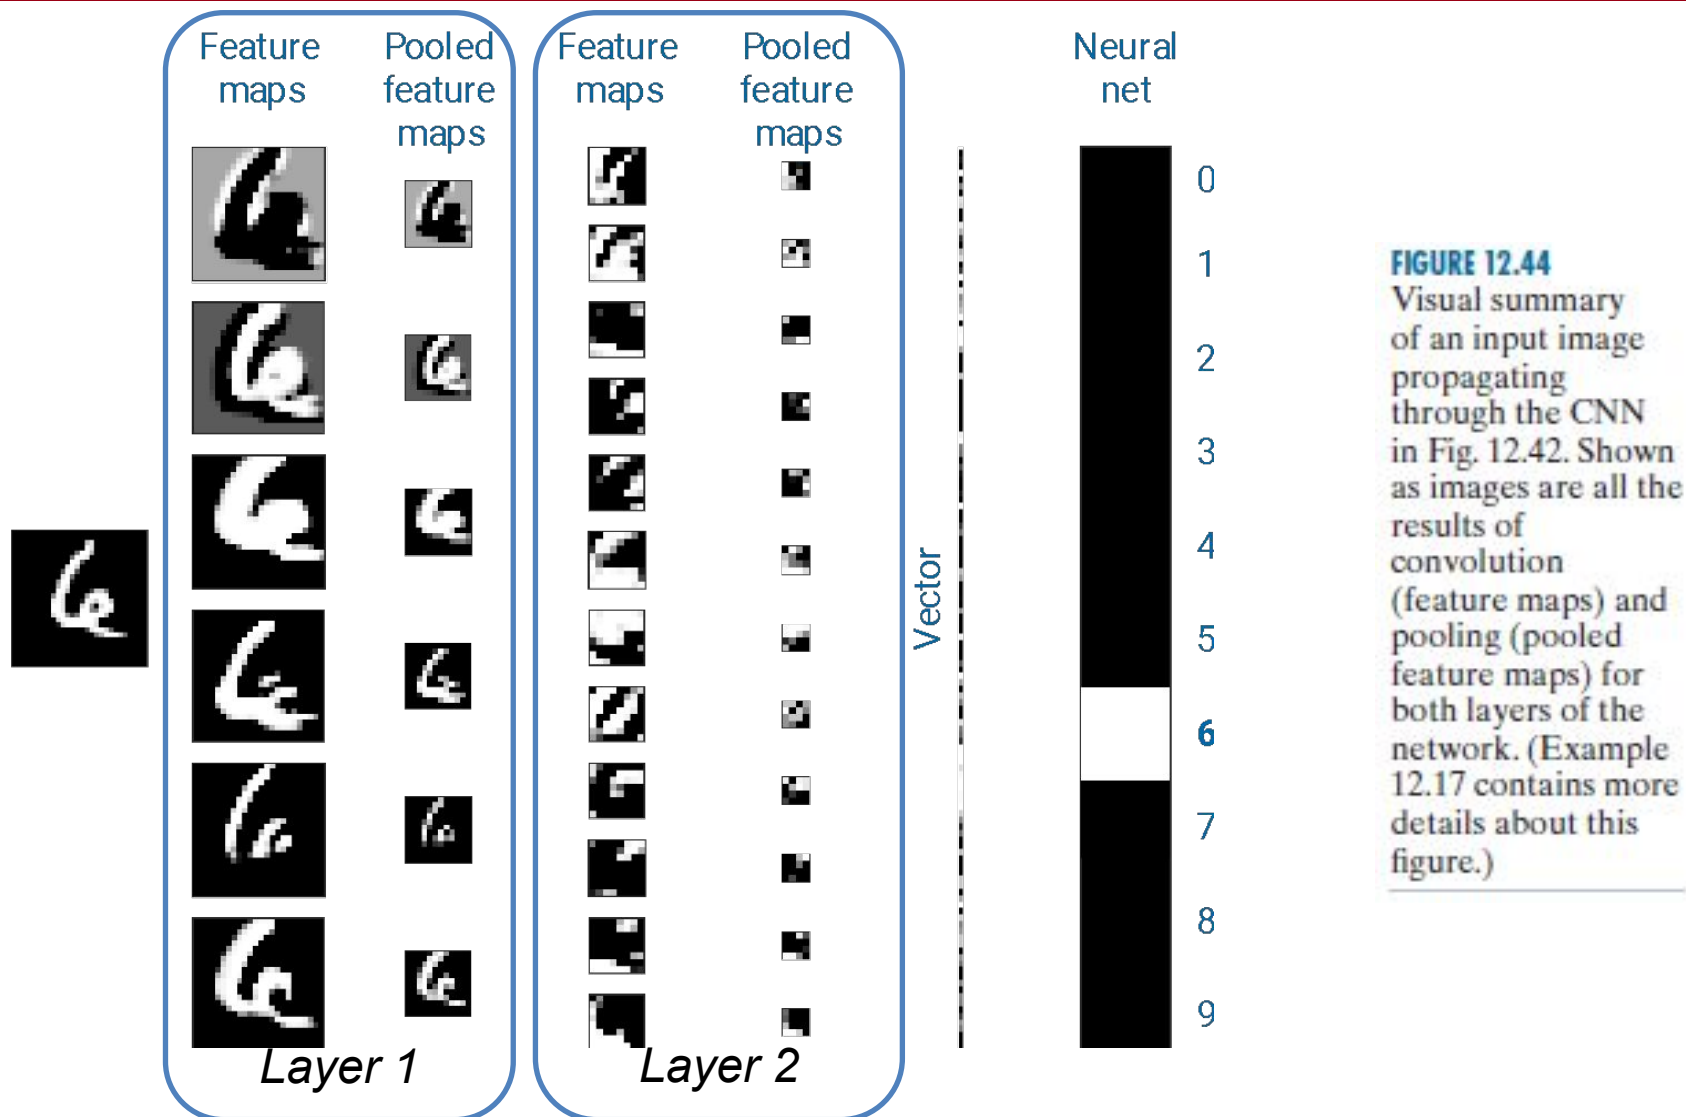 Feature
maps
Pooled
feature
maps
Feature
maps
Pooled
feature
maps
Neural
net
Vector
0
1
2
3
4
5
6
7
8
9
Layer 1
Layer 2
FIGURE 12.44
Visual summary
of an input image
propagating
through the CNN
in Fig. 12.42. Shown
as images are all the
results of
convolution
(feature maps) and
pooling (pooled
feature maps) for
both layers of the
network. (Example
12.17 contains more
details about this
figure.)